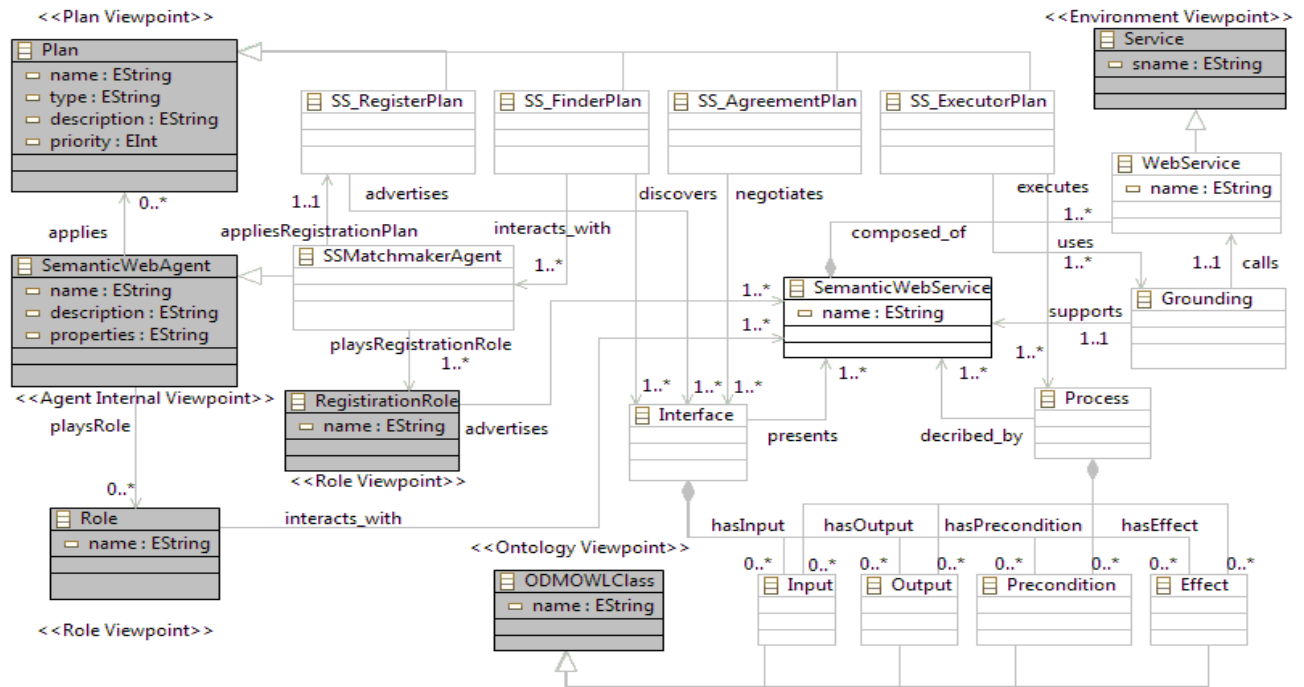 <<Plan Viewpoint>>
<<Environment Viewpoint>>
Plan
name : EString
type : EString
description : EString
priority : EInt
Service
sname : EString
SS_RegisterPlan
SS_FinderPlan
SS_AgreementPlan
SS_ExecutorPlan
WebService
name : EString
0..*
applies
1..1
appliesRegistrationPlan
advertises
interacts_with
discovers
negotiates
executes
1..*
composed_of
uses
1..*
1..1
calls
SemanticWebAgent
name : EString
description : EString
properties : EString
SSMatchmakerAgent
1..*
SemanticWebService
name : EString
1..*
1..*
Grounding
supports
1..1
playsRegistrationRole
1..*
<<Agent Internal Viewpoint>>
playsRole
RegistirationRole
name : EString
advertises
<<Role Viewpoint>>
1..*
1..*
1..*
1..*
1..*
1..*
Interface
presents
decribed_by
Process
0..*
Role
name : EString
interacts_with
<<Role Viewpoint>>
hasInput
hasOutput
hasPrecondition
hasEffect
<<Ontology Viewpoint>>
0..*
0..*
0..*
0..*
0..*
0..*
0..*
0..*
ODMOWLClass
name : EString
Input
Output
Precondition
Effect